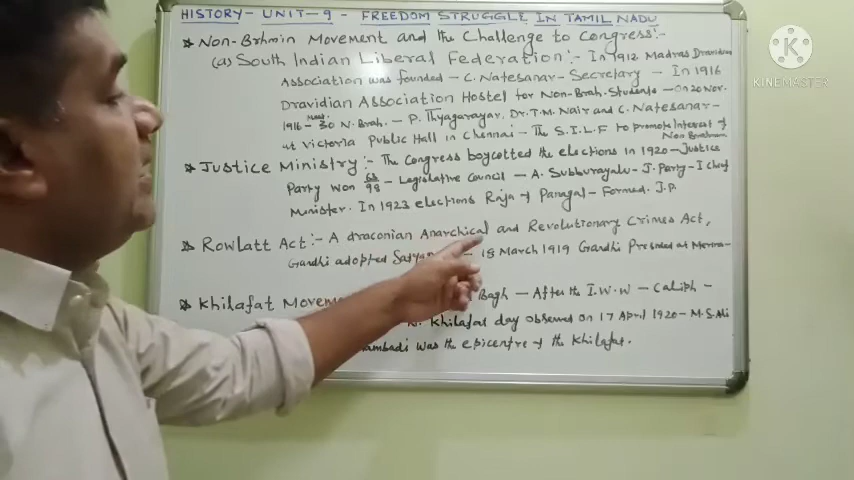 HISTORY- UNIT-9 - FREEDOM STRUGGLE IN TAMIL NADU
* Non-Brhmin Movement and the Challenge to Congress:-
(a) South Indian Liberal Federation:- In 1912 Madras Dravidian
Association was founded - C. Natesanar - Secretary - In 1916
Dravidian Association Hostel for Non-Brah. Students - on 20 Nov.
1916 - Meet. 30 N. Brah. - P. Thyagarayar, Dr. T.M. Nair and C. Natesanar -
at Victoria Public Hall in Chennai - The S.I.L.F to promote Interest of
Non Brahmin
* Justice Ministry:- The Congress boycotted the elections in 1920 - Justice
Party won 63/98 - Legislative Council - A. Subburayalu - J. Party - I Chief
Minister. In 1923 elections Raja of Panagal - Formed. J.P.
* Rowlatt Act:- A draconian Anarchical and Revolutionary Crimes Act,
Gandhi adopted - 18 March 1919 Gandhi at
* Khilafat Bagh - After the I.W.W - Caliph -
Khilafat day observed on 17 April 1920 - M.S. Ali
was the epicentre of the Khilafat.
KINEMASTER